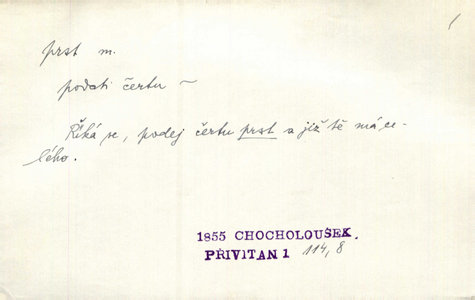 prst m.
podati čertu ~
Říká se, podej čertu prst a již tě má ce-
lého.
1855 CHOCHOLOUŠEK.
PŘIVITAN 1 114, 8